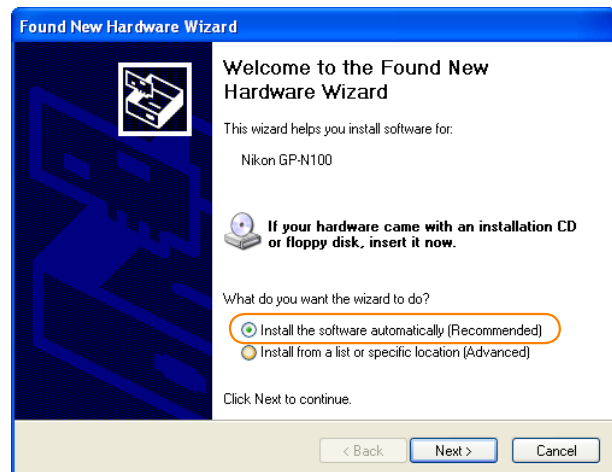 Found New Hardware Wizard
Welcome to the Found New
Hardware Wizard
This wizard helps you install software for:
Nikon GP-N100
If your hardware came with an installation CD
or floppy disk, insert it now.
What do you want the wizard to do?
Install the software automatically (Recommended)
Install from a list or specific location (Advanced)
Click Next to continue.
< Back
Next >
Cancel